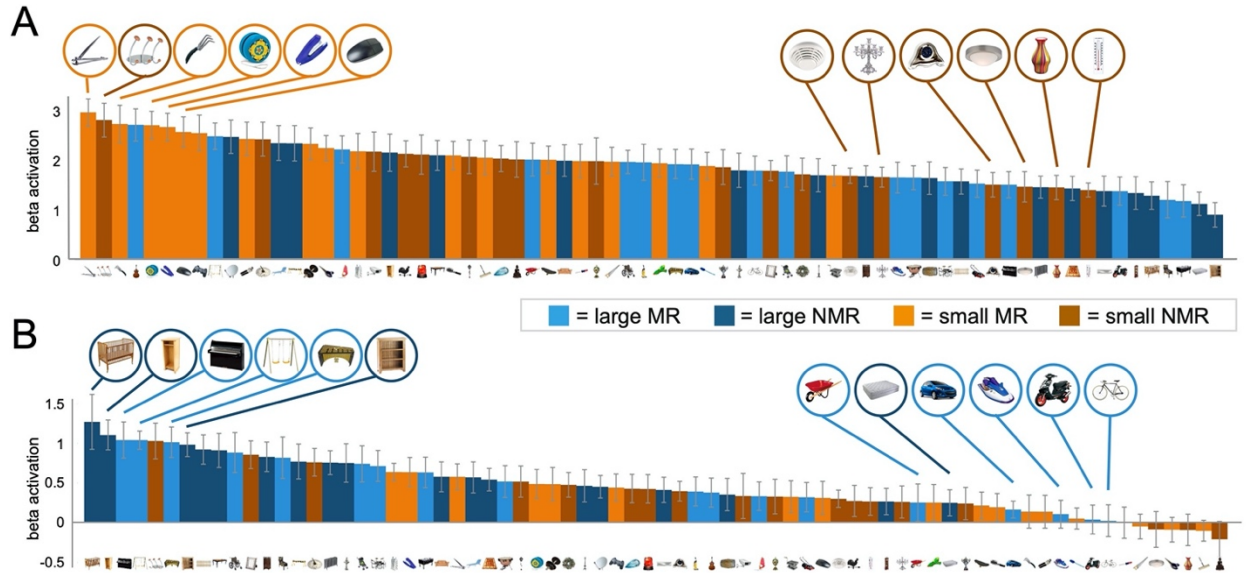 A
beta activation
3
2
1
0
= large MR = large NMR = small MR = small NMR
B
beta activation
1.5
1
0.5
0
-0.5